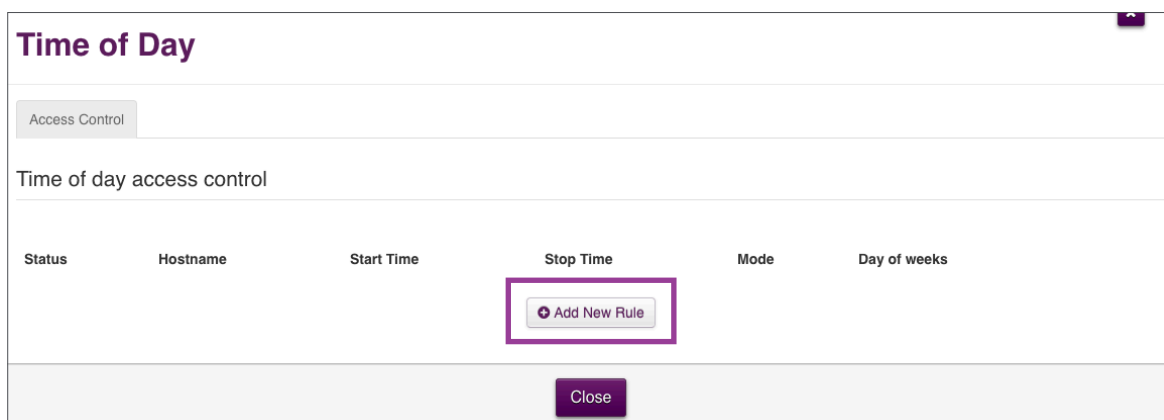 Time of Day
Access Control
Time of day access control
Status Hostname Start Time Stop Time Mode Day of weeks
Add New Rule
Close